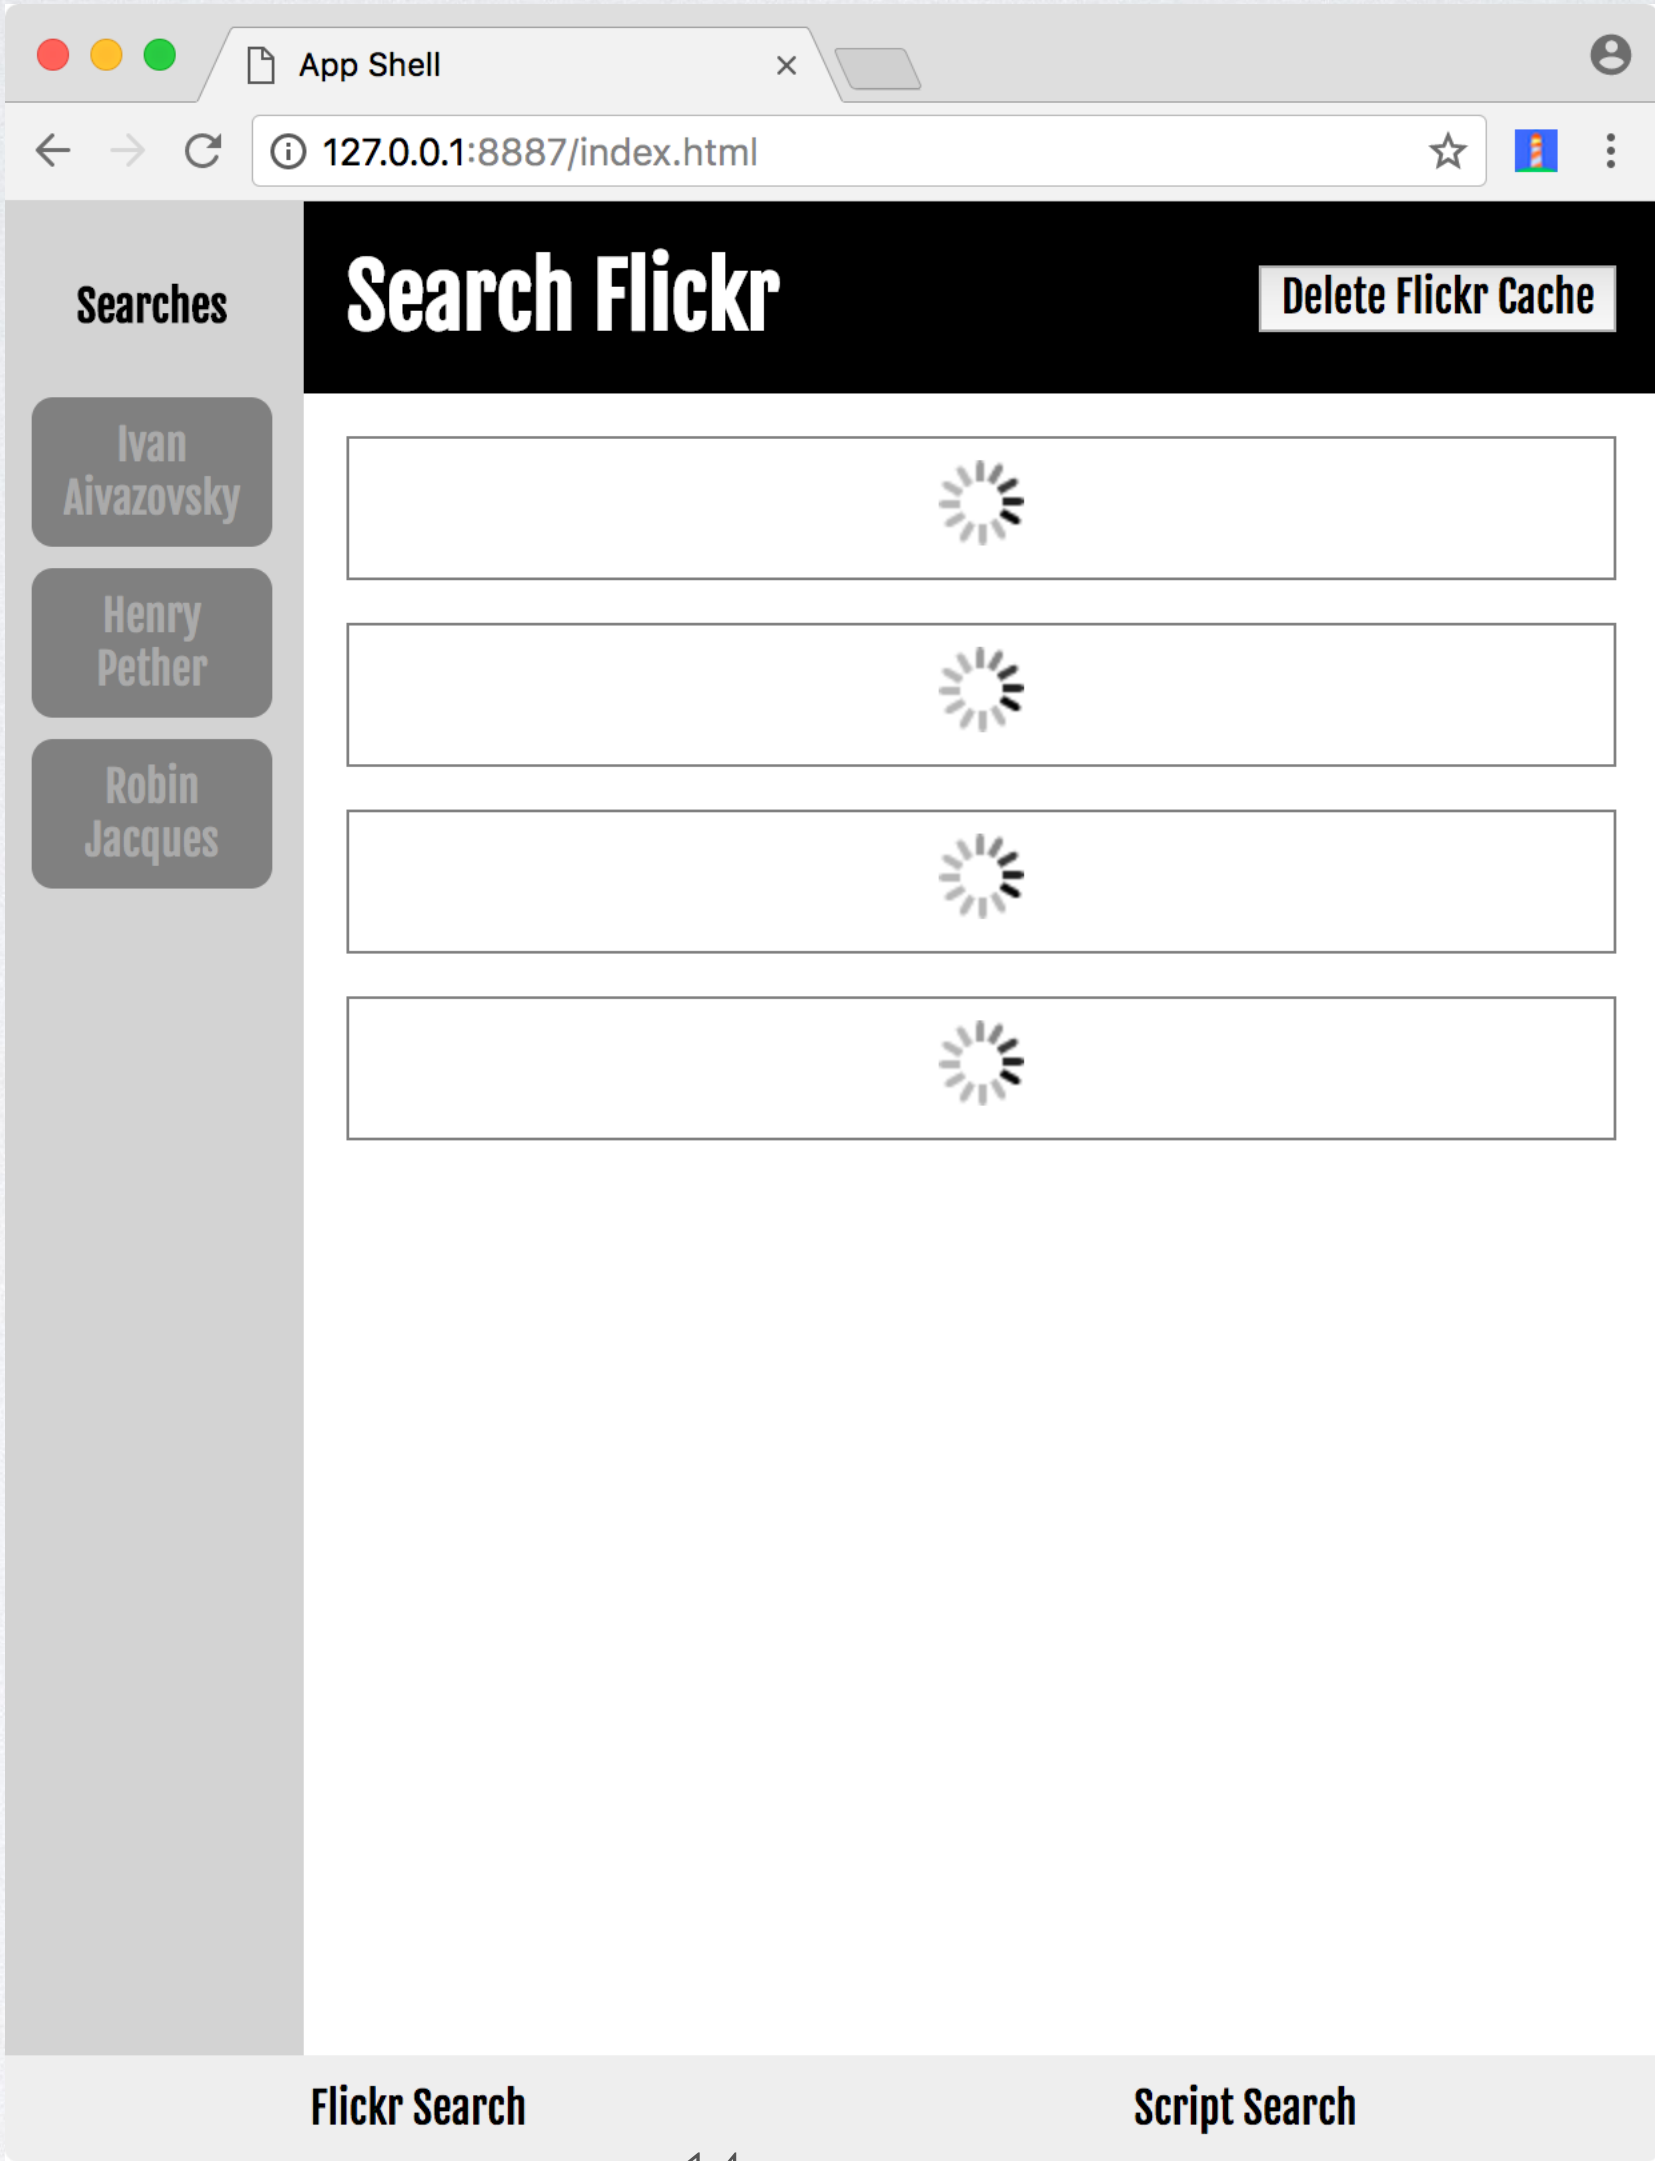 App Shell
127.0.0.1:8887/index.html
Searches
Search Flickr
Delete Flickr Cache
Ivan
Aivazovsky
Henry
Pether
Robin
Jacques
Flickr Search
Script Search